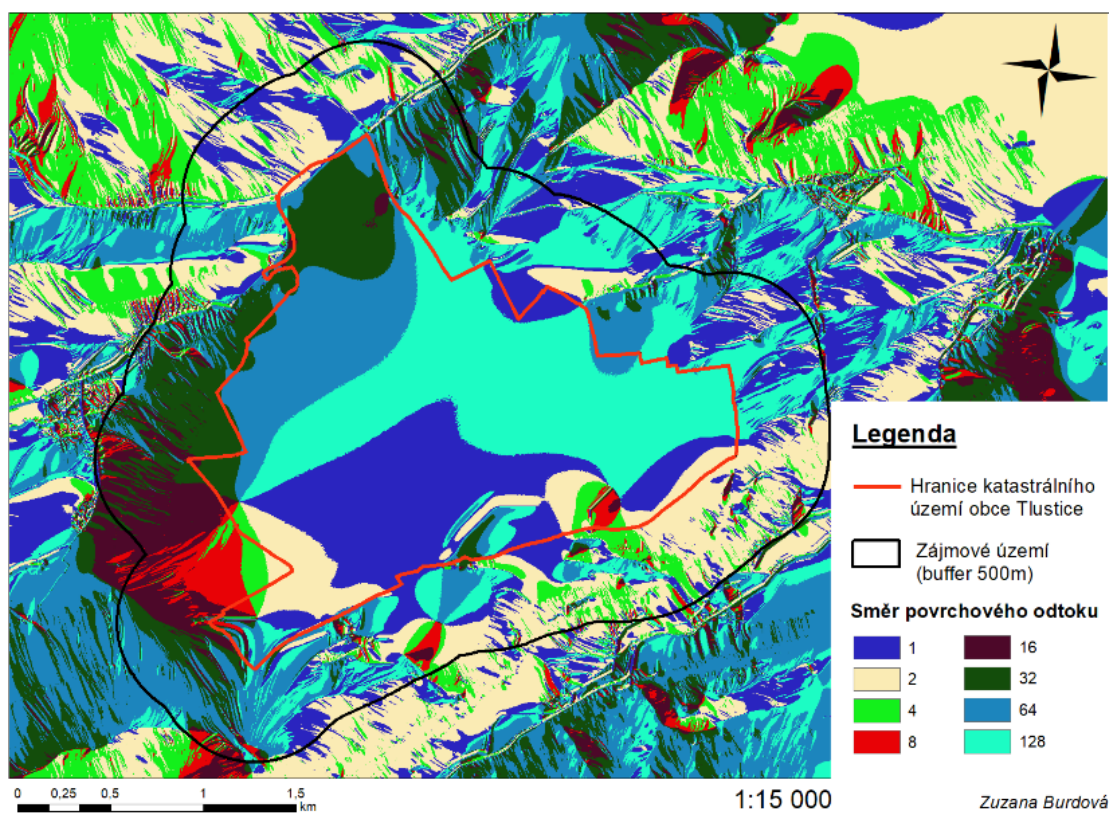 Legenda
Hranice katastrálního
území obce Tlustice
Zájmové území
(buffer 500m)
Směr povrchového odtoku
1
2
4
8
16
32
64
128
0 0,25 0,5 1 1,5
km
1:15 000
Zuzana Burdová